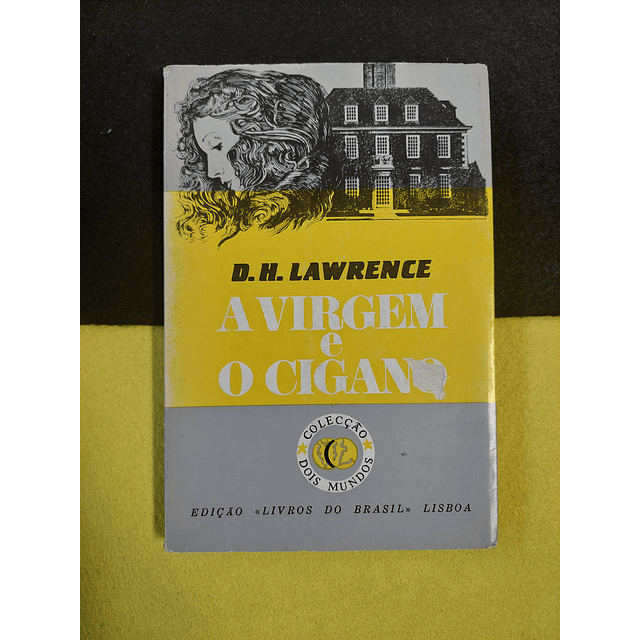 D. H. LAWRENCE
A VIRGEM
e
O CIGANO
COLECÇÃO
DOIS MUNDOS
EDIÇÃO «LIVROS DO BRASIL» LISBOA